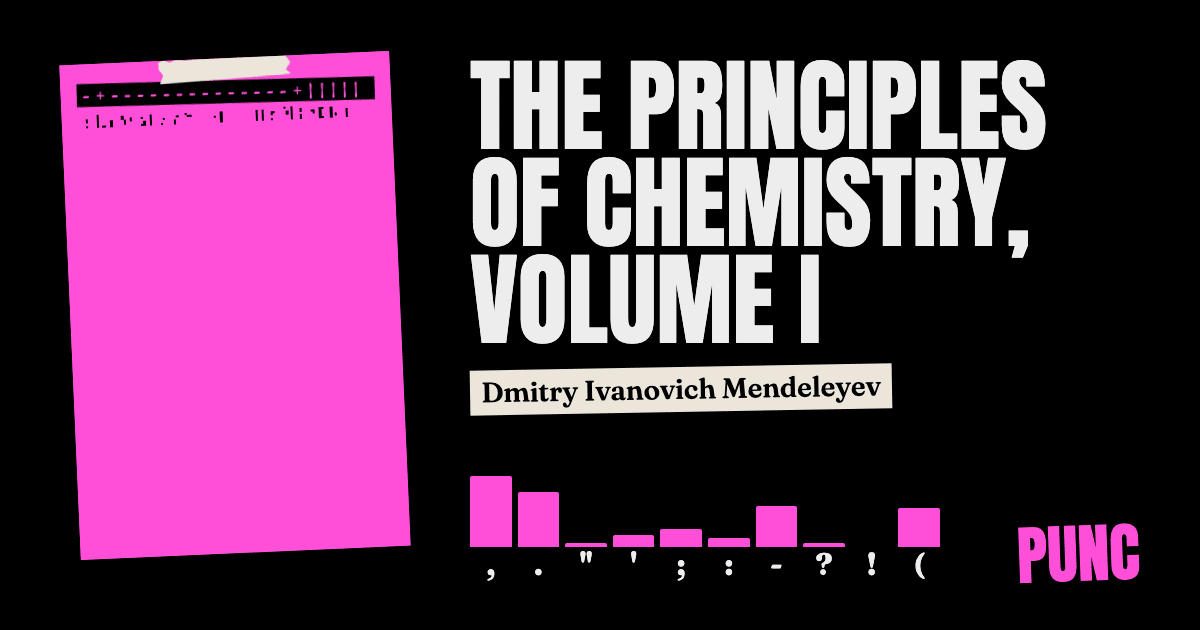 -+---------------+|||||
THE PRINCIPLES
OF CHEMISTRY,
VOLUME I
Dmitry Ivanovich Mendeleyev
, . " ' ; : - ? ! (
PUNC